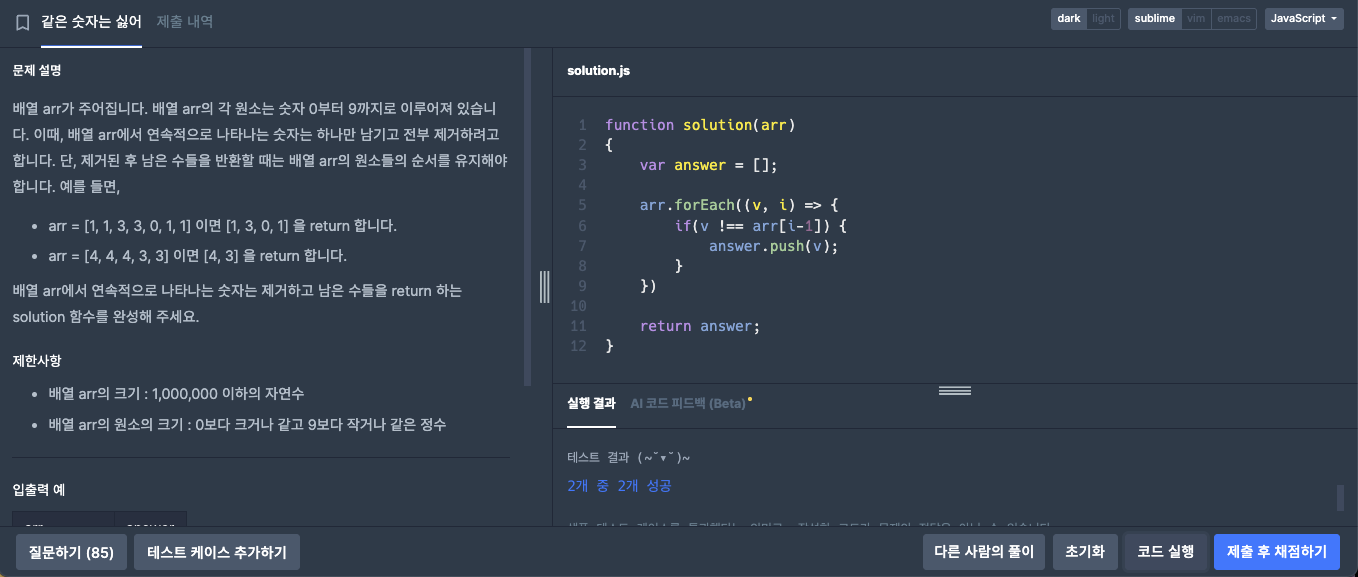 같은 숫자는 싫어 제출 내역
dark light sublime vim emacs JavaScript
문제 설명
배열 arr가 주어집니다. 배열 arr의 각 원소는 숫자 0부터 9까지로 이루어져 있습니
다. 이때, 배열 arr에서 연속적으로 나타나는 숫자는 하나만 남기고 전부 제거하려고
합니다. 단, 제거된 후 남은 수들을 반환할 때는 배열 arr의 원소들의 순서를 유지해야
합니다. 예를 들면,
• arr = [1, 1, 3, 3, 0, 1, 1] 이면 [1, 3, 0, 1] 을 return 합니다.
• arr = [4, 4, 4, 3, 3] 이면 [4, 3] 을 return 합니다.
배열 arr에서 연속적으로 나타나는 숫자는 제거하고 남은 수들을 return 하는
solution 함수를 완성해 주세요.
제한사항
• 배열 arr의 크기 : 1,000,000 이하의 자연수
• 배열 arr의 원소의 크기 : 0보다 크거나 같고 9보다 작거나 같은 정수
입출력 예
arr answer
solution.js
1 function solution(arr)
2 {
3     var answer = [];
4
5     arr.forEach((v, i) => {
6         if(v !== arr[i-1]) {
7             answer.push(v);
8         }
9     })
10
11     return answer;
12 }
실행 결과 AI 코드 피드백 (Beta)
테스트 결과 (~˘▾˘)~
2개 중 2개 성공
질문하기 (85) 테스트 케이스 추가하기 다른 사람의 풀이 초기화 코드 실행 제출 후 채점하기